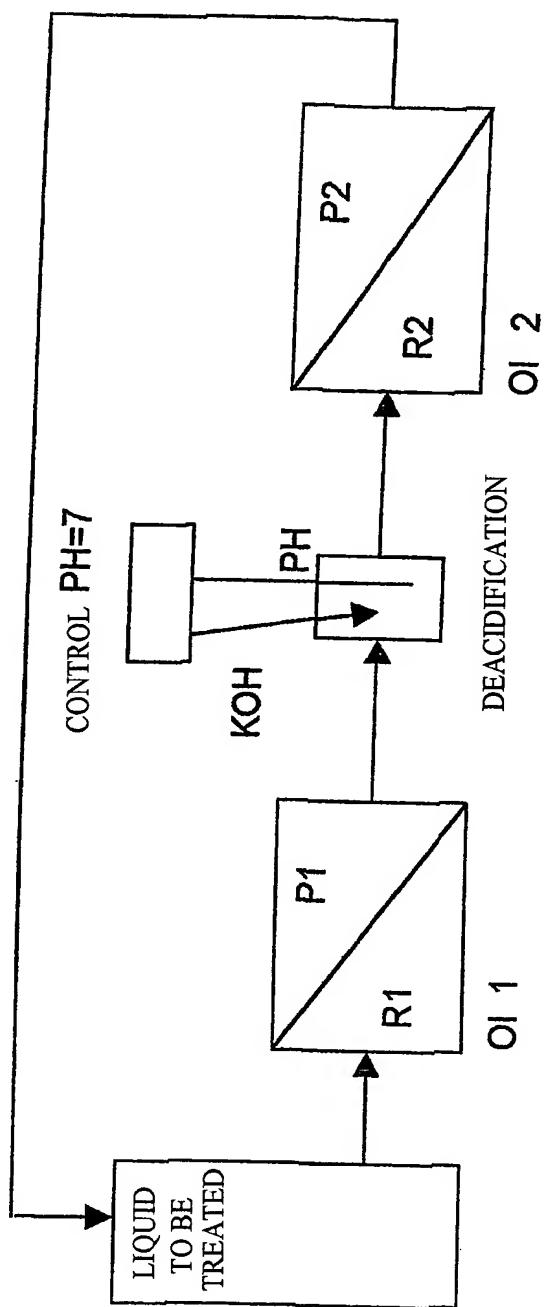 LIQUID
TO BE
TREATED
R1
P1
OI 1
CONTROL PH=7
KOH
PH
DEACIDIFICATION
R2
P2
OI 2